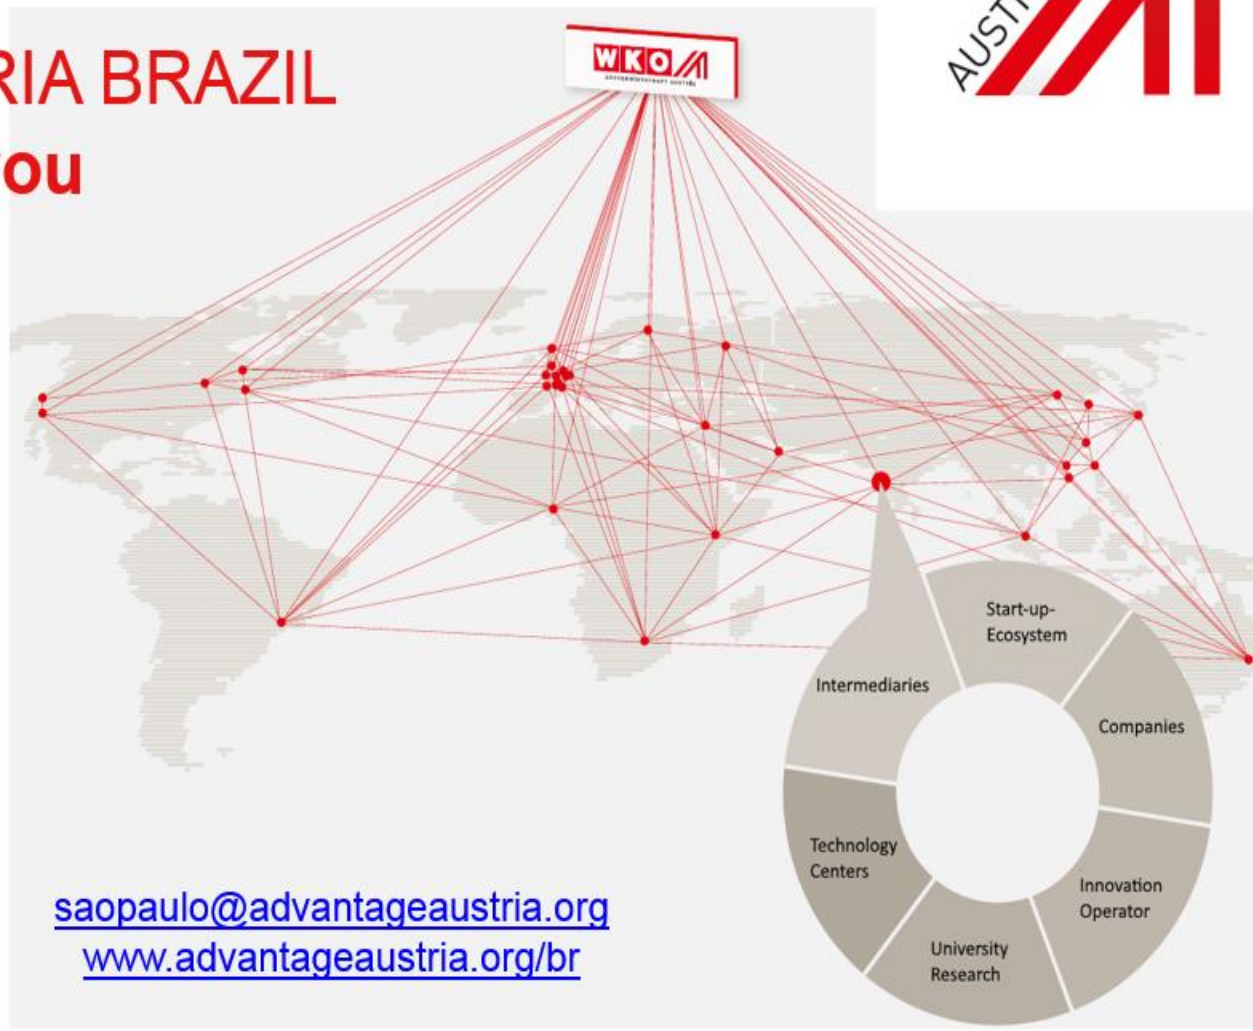 RIA BRAZIL
ou
WKO
AUSTI
Start-up-
Ecosystem
Intermediaries
Companies
Technology
Centers
Innovation
Operator
University
Research
saopaulo@advantageaustria.org
www.advantageaustria.org/br